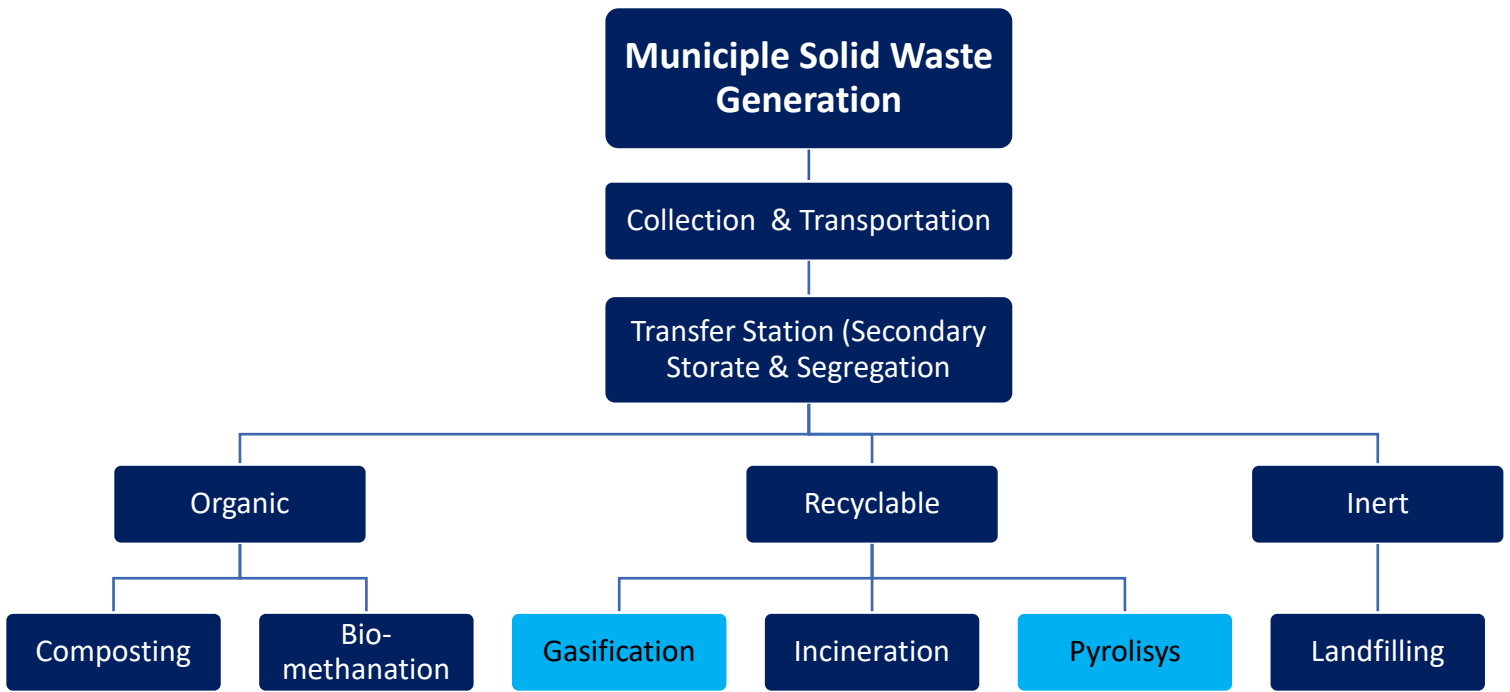 Municiple Solid Waste
Generation
Collection & Transportation
Transfer Station (Secondary
Storate & Segregation
Organic
Recyclable
Inert
Composting
Bio-
methanation
Gasification
Incineration
Pyrolisys
Landfilling